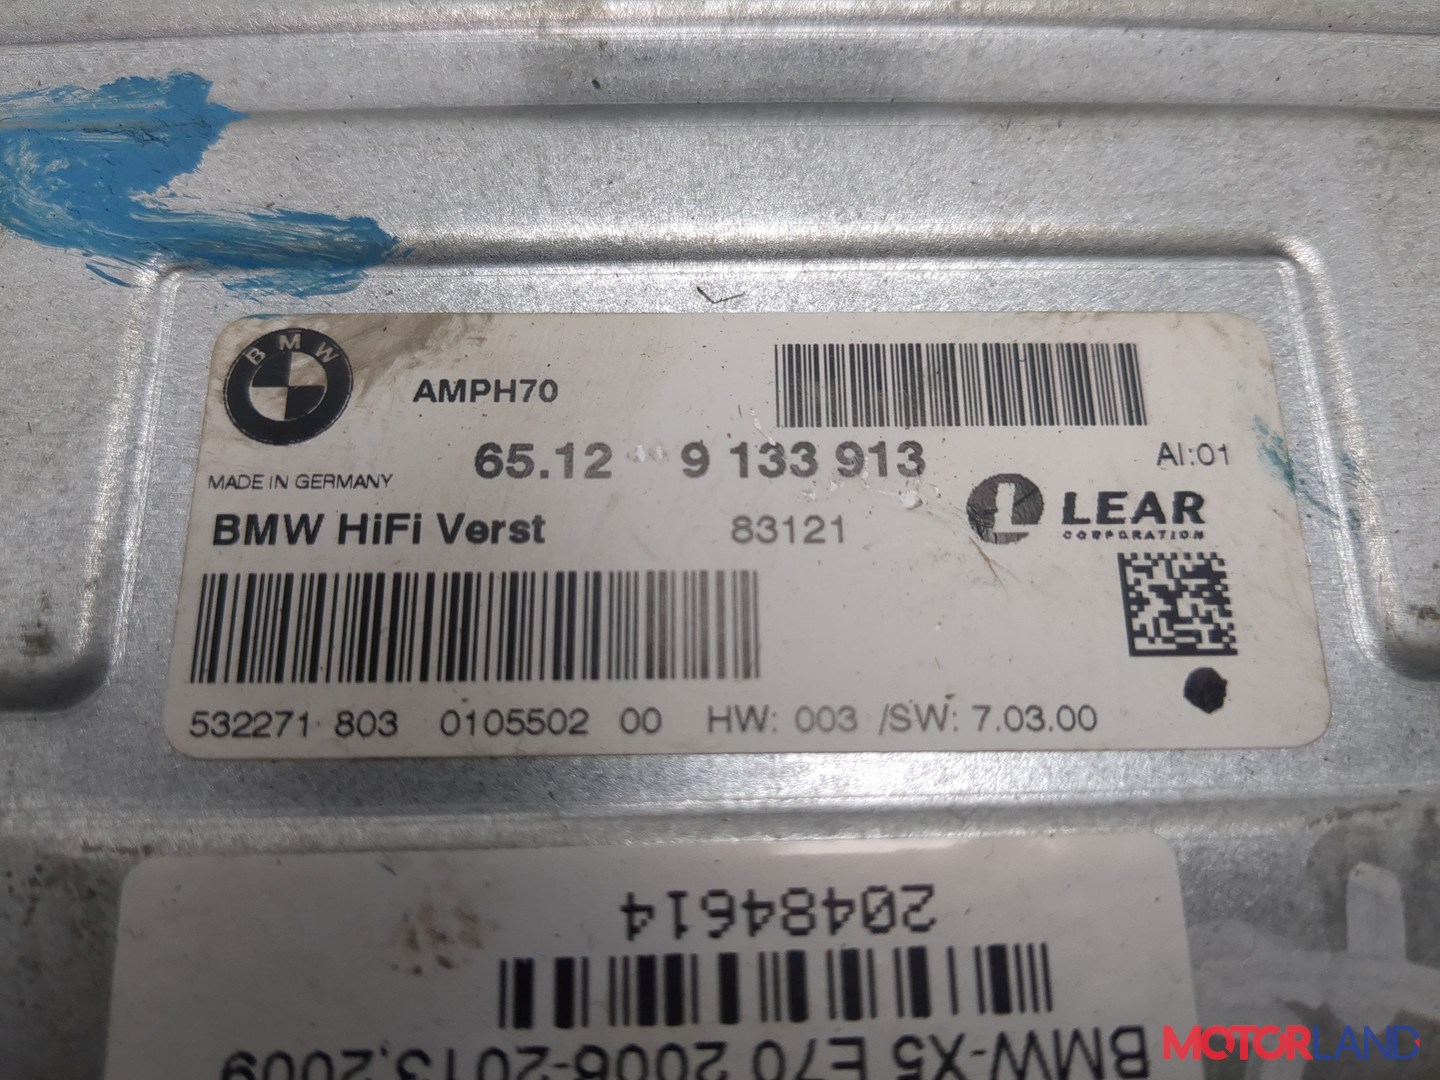 BMW
AMPH70
65.12 9 133 913
AI:01
MADE IN GERMANY
BMW HiFi Verst 83121
LEAR
CORPORATION
532271 803 0105502 00 HW: 003 /SW: 7.03.00
20484614
BMW-X5 E70 2006-2013,2009
MOTORLAND